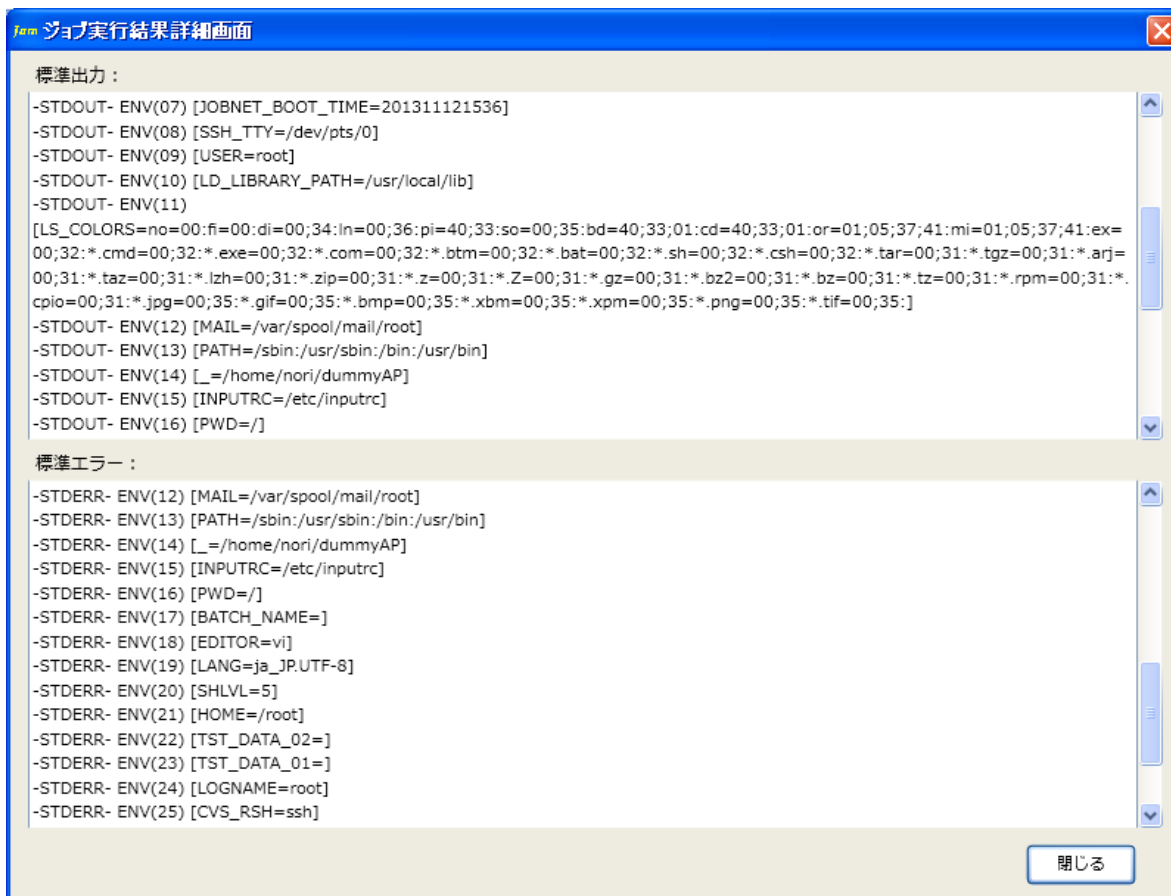 jam ジョブ実行結果詳細画面
標準出力：
-STDOUT- ENV(07) [JOBNET_BOOT_TIME=201311121536]
-STDOUT- ENV(08) [SSH_TTY=/dev/pts/0]
-STDOUT- ENV(09) [USER=root]
-STDOUT- ENV(10) [LD_LIBRARY_PATH=/usr/local/lib]
-STDOUT- ENV(11)
[LS_COLORS=no=00:fi=00:di=00;34:ln=00;36:pi=40;33:so=00;35:bd=40;33;01:cd=40;33;01:or=01;05;37;41:mi=01;05;37;41:ex=
00;32:*.cmd=00;32:*.exe=00;32:*.com=00;32:*.btm=00;32:*.bat=00;32:*.sh=00;32:*.csh=00;32:*.tar=00;31:*.tgz=00;31:*.arj=
00;31:*.taz=00;31:*.lzh=00;31:*.zip=00;31:*.z=00;31:*.Z=00;31:*.gz=00;31:*.bz2=00;31:*.bz=00;31:*.tz=00;31:*.rpm=00;31:*.
cpio=00;31:*.jpg=00;35:*.gif=00;35:*.bmp=00;35:*.xbm=00;35:*.xpm=00;35:*.png=00;35:*.tif=00;35:]
-STDOUT- ENV(12) [MAIL=/var/spool/mail/root]
-STDOUT- ENV(13) [PATH=/sbin:/usr/sbin:/bin:/usr/bin]
-STDOUT- ENV(14) [_=/home/nori/dummyAP]
-STDOUT- ENV(15) [INPUTRC=/etc/inputrc]
-STDOUT- ENV(16) [PWD=/]
標準エラー：
-STDERR- ENV(12) [MAIL=/var/spool/mail/root]
-STDERR- ENV(13) [PATH=/sbin:/usr/sbin:/bin:/usr/bin]
-STDERR- ENV(14) [_=/home/nori/dummyAP]
-STDERR- ENV(15) [INPUTRC=/etc/inputrc]
-STDERR- ENV(16) [PWD=/]
-STDERR- ENV(17) [BATCH_NAME=]
-STDERR- ENV(18) [EDITOR=vi]
-STDERR- ENV(19) [LANG=ja_JP.UTF-8]
-STDERR- ENV(20) [SHLVL=5]
-STDERR- ENV(21) [HOME=/root]
-STDERR- ENV(22) [TST_DATA_02=]
-STDERR- ENV(23) [TST_DATA_01=]
-STDERR- ENV(24) [LOGNAME=root]
-STDERR- ENV(25) [CVS_RSH=ssh]
閉じる